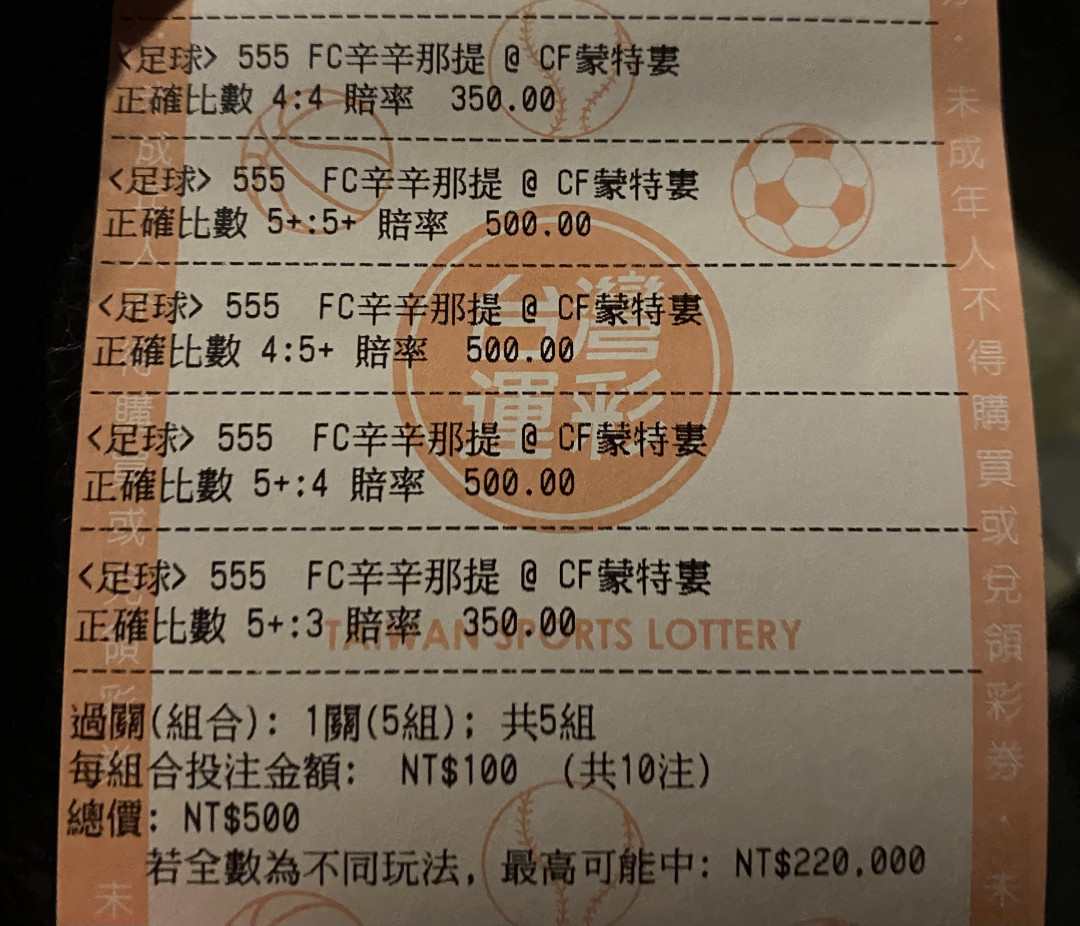 <足球> 555 FC辛辛那提 @ CF蒙特婁
正確比數 4:4 賠率 350.00
<足球> 555 FC辛辛那提 @ CF蒙特婁
正確比數 5+:5+ 賠率 500.00
<足球> 555 FC辛辛那提 @ CF蒙特婁
正確比數 4:5+ 賠率 500.00
<足球> 555 FC辛辛那提 @ CF蒙特婁
正確比數 5+:4 賠率 500.00
<足球> 555 FC辛辛那提 @ CF蒙特婁
正確比數 5+:3 賠率 350.00
過關(組合): 1關(5組); 共5組
每組合投注金額: NT$100 (共10注)
總價: NT$500
若全數為不同玩法, 最高可能中: NT$220,000
台灣
運彩
TAIWAN SPORTS LOTTERY
未成年人不得購買或兌領彩券．未